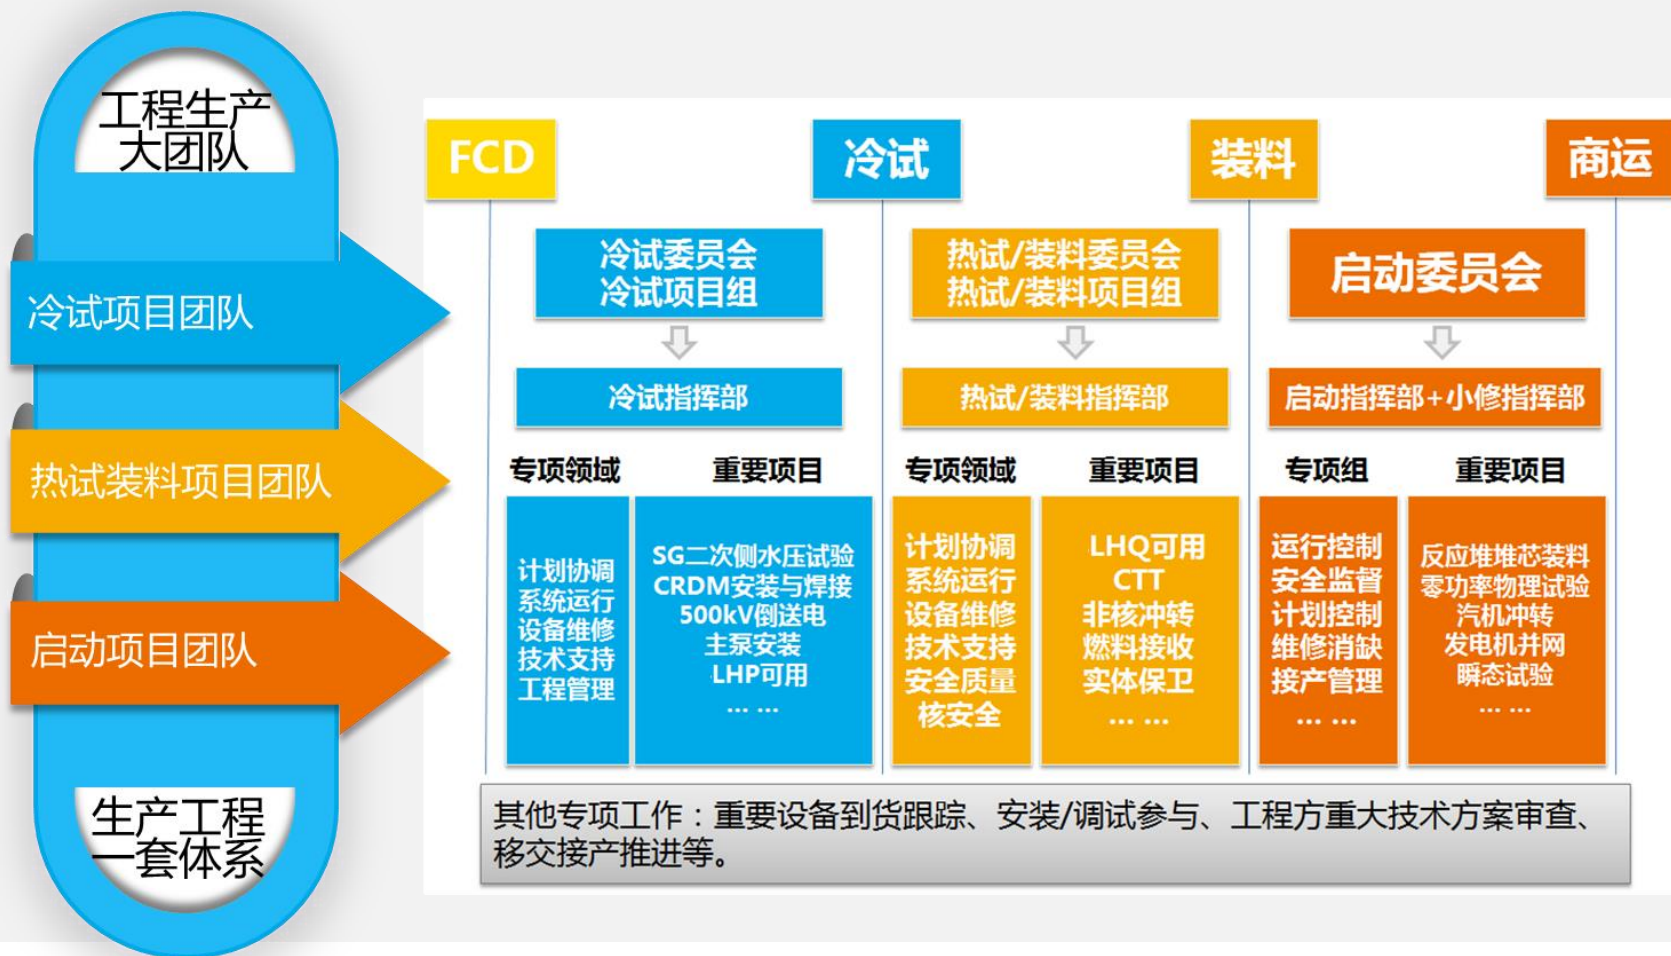 工程生产
大团队
冷试项目团队
热试装料项目团队
启动项目团队
生产工程
一套体系
FCD
冷试
装料
商运
冷试委员会
冷试项目组
热试/装料委员会
热试/装料项目组
启动委员会
冷试指挥部
热试/装料指挥部
启动指挥部+小修指挥部
专项领域
重要项目
专项领域
重要项目
专项组
重要项目
计划协调
系统运行
设备维修
技术支持
工程管理
SG二次侧水压试验
CRDM安装与焊接
500kV倒送电
主泵安装
LHP可用
... ...
计划协调
系统运行
设备维修
技术支持
安全质量
核安全
LHQ可用
CTT
非核冲转
燃料接收
实体保卫
... ...
运行控制
安全监督
计划控制
维修消缺
接产管理
... ...
反应堆堆芯装料
零功率物理试验
汽机冲转
发电机并网
瞬态试验
... ...
其他专项工作：重要设备到货跟踪、安装/调试参与、工程方重大技术方案审查、
移交接产推进等。